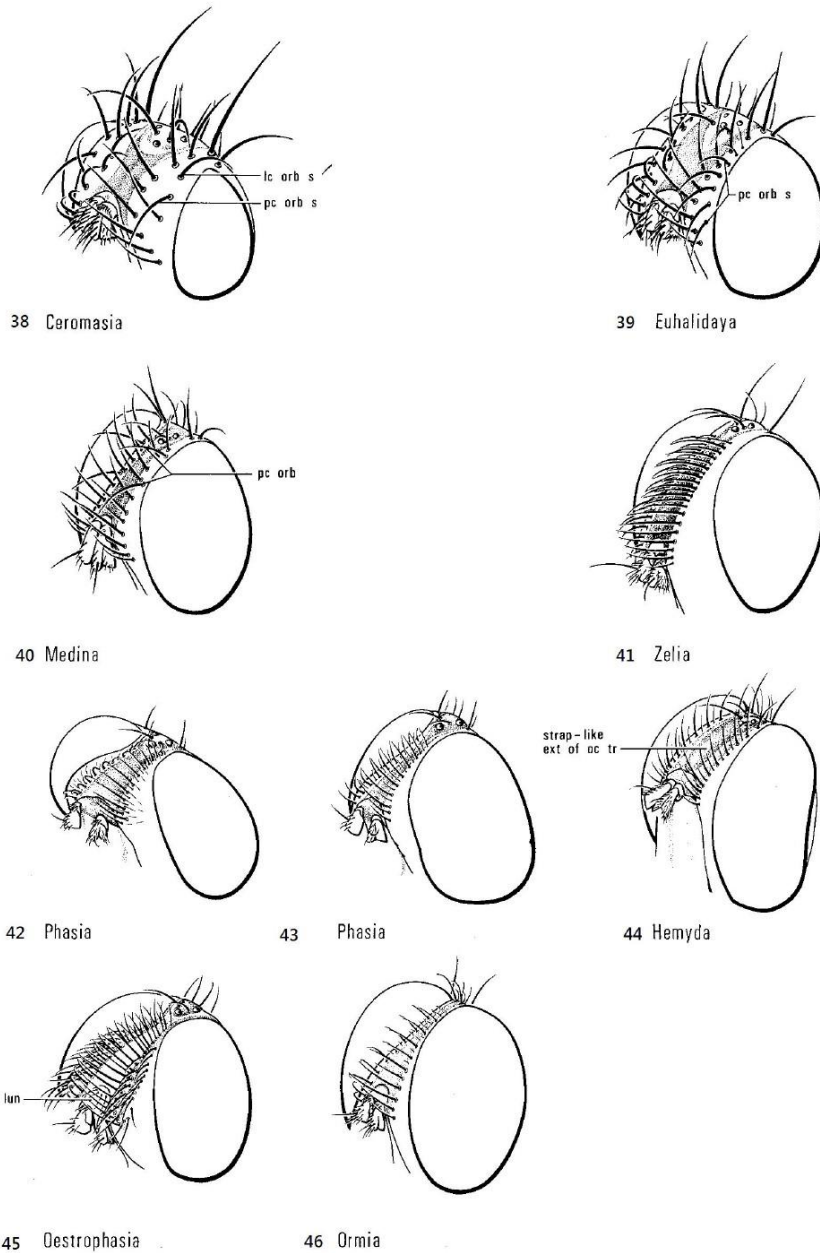 lc orb s
pc orb s
pc orb s
38 Ceromasia
39 Euhalidaya
pc orb
40 Medina
41 Zelia
strap-like
ext of oc tr
42 Phasia
43 Phasia
44 Hemyda
lun
45 Oestrophasia
46 Ormia